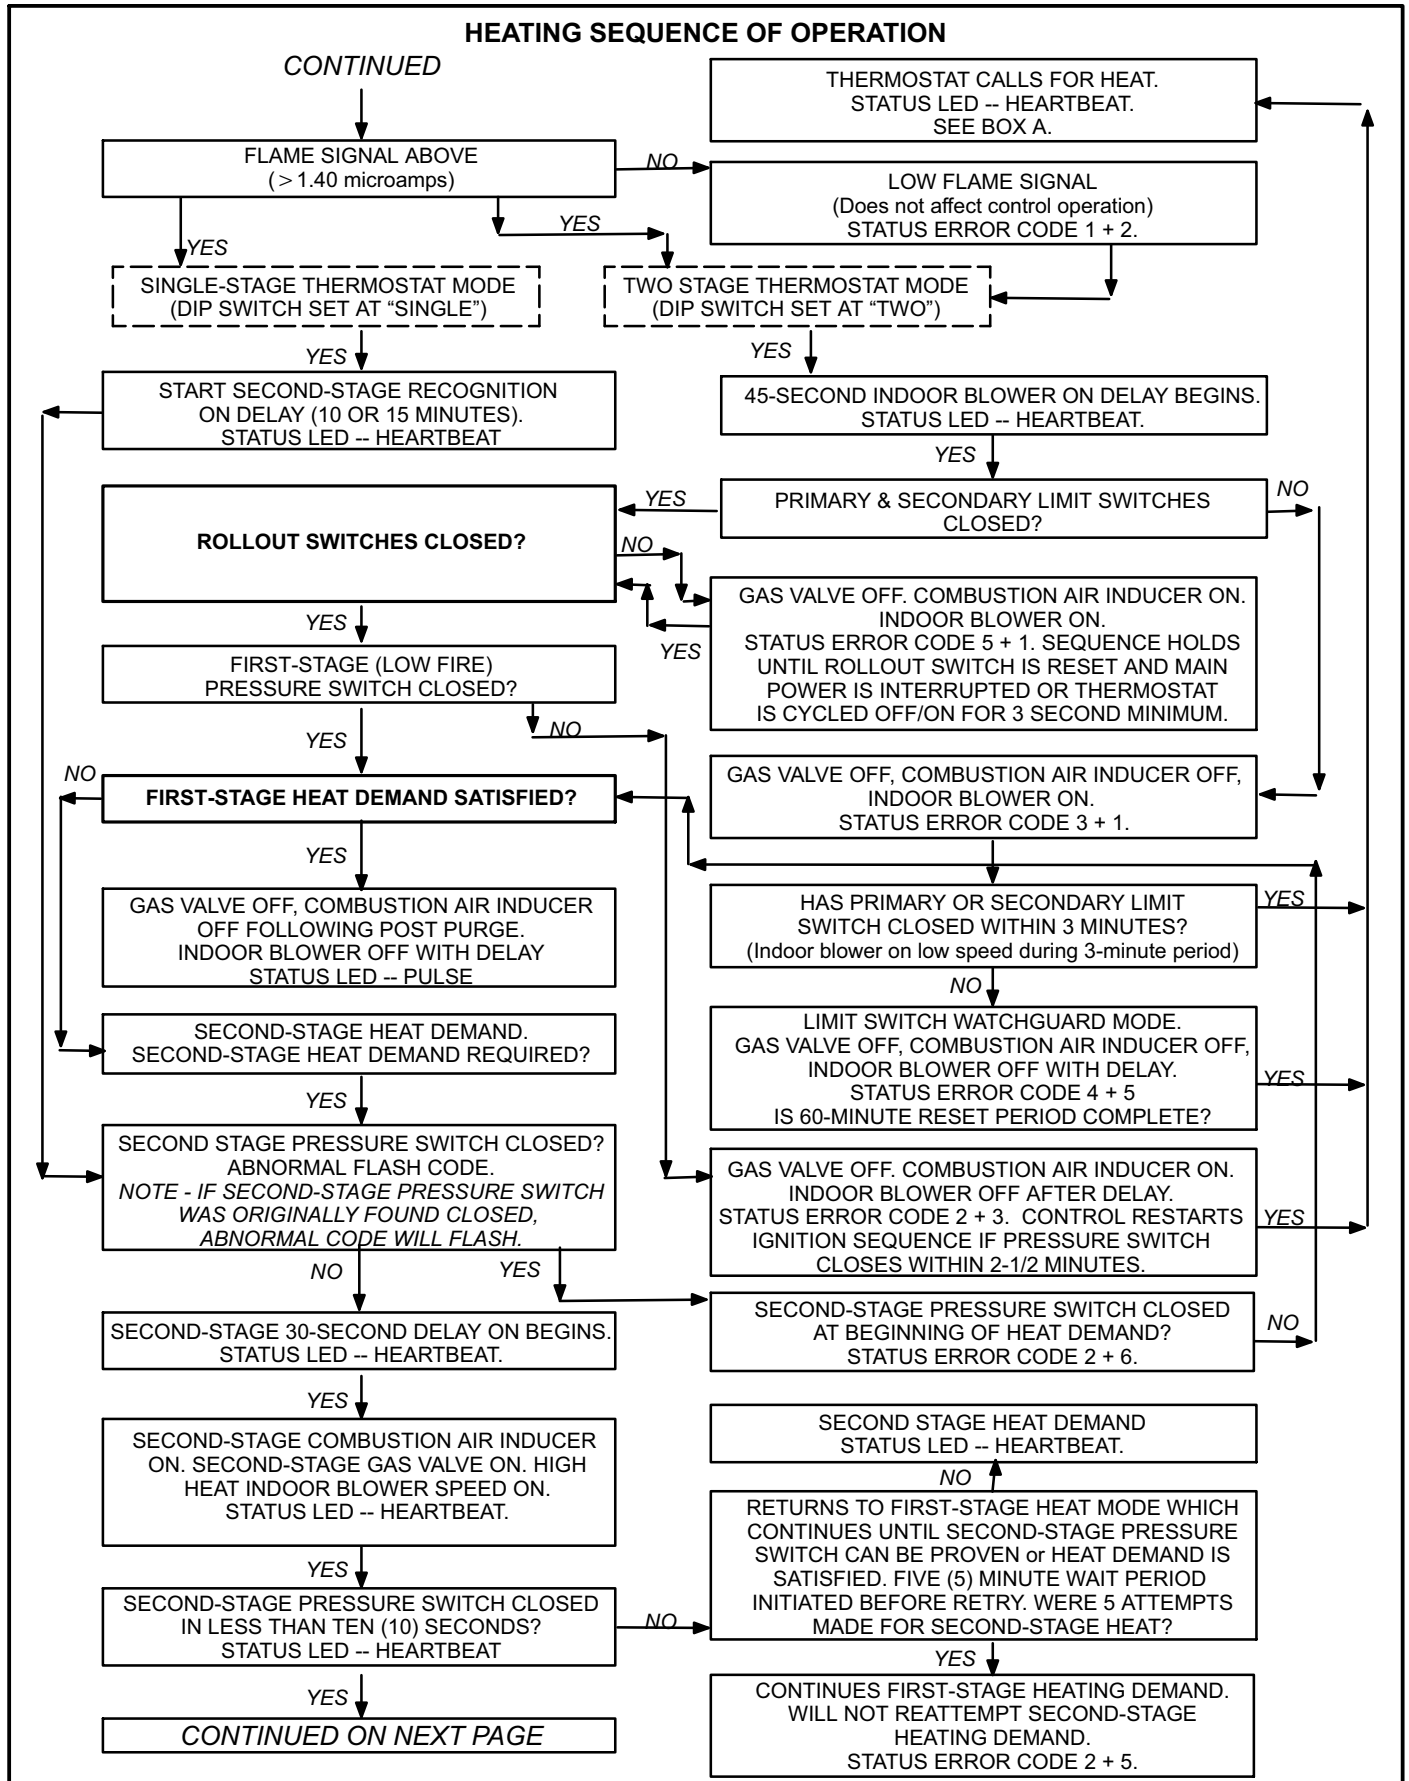 HEATING SEQUENCE OF OPERATION
CONTINUED
THERMOSTAT CALLS FOR HEAT.
STATUS LED -- HEARTBEAT.
SEE BOX A.
FLAME SIGNAL ABOVE
(>1.40 microamps)
NO
LOW FLAME SIGNAL
(Does not affect control operation)
STATUS ERROR CODE 1 + 2.
YES
YES
SINGLE-STAGE THERMOSTAT MODE
(DIP SWITCH SET AT “SINGLE”)
TWO STAGE THERMOSTAT MODE
(DIP SWITCH SET AT “TWO”)
YES
YES
START SECOND-STAGE RECOGNITION
ON DELAY (10 OR 15 MINUTES).
STATUS LED -- HEARTBEAT
45-SECOND INDOOR BLOWER ON DELAY BEGINS.
STATUS LED -- HEARTBEAT.
YES
PRIMARY & SECONDARY LIMIT SWITCHES
CLOSED?
NO
YES
ROLLOUT SWITCHES CLOSED?
NO
YES
GAS VALVE OFF. COMBUSTION AIR INDUCER ON.
INDOOR BLOWER ON.
STATUS ERROR CODE 5 + 1. SEQUENCE HOLDS
UNTIL ROLLOUT SWITCH IS RESET AND MAIN
POWER IS INTERRUPTED OR THERMOSTAT
IS CYCLED OFF/ON FOR 3 SECOND MINIMUM.
YES
FIRST-STAGE (LOW FIRE)
PRESSURE SWITCH CLOSED?
NO
YES
GAS VALVE OFF, COMBUSTION AIR INDUCER OFF,
INDOOR BLOWER ON.
STATUS ERROR CODE 3 + 1.
NO
FIRST-STAGE HEAT DEMAND SATISFIED?
YES
GAS VALVE OFF, COMBUSTION AIR INDUCER
OFF FOLLOWING POST PURGE.
INDOOR BLOWER OFF WITH DELAY
STATUS LED -- PULSE
HAS PRIMARY OR SECONDARY LIMIT
SWITCH CLOSED WITHIN 3 MINUTES?
(Indoor blower on low speed during 3-minute period)
YES
NO
SECOND-STAGE HEAT DEMAND.
SECOND-STAGE HEAT DEMAND REQUIRED?
LIMIT SWITCH WATCHGUARD MODE.
GAS VALVE OFF, COMBUSTION AIR INDUCER OFF,
INDOOR BLOWER OFF WITH DELAY.
STATUS ERROR CODE 4 + 5
IS 60-MINUTE RESET PERIOD COMPLETE?
YES
YES
SECOND STAGE PRESSURE SWITCH CLOSED?
ABNORMAL FLASH CODE.
NOTE - IF SECOND-STAGE PRESSURE SWITCH
WAS ORIGINALLY FOUND CLOSED,
ABNORMAL CODE WILL FLASH.
GAS VALVE OFF. COMBUSTION AIR INDUCER ON.
INDOOR BLOWER OFF AFTER DELAY.
STATUS ERROR CODE 2 + 3.  CONTROL RESTARTS
IGNITION SEQUENCE IF PRESSURE SWITCH
CLOSES WITHIN 2-1/2 MINUTES.
YES
NO
YES
SECOND-STAGE PRESSURE SWITCH CLOSED
AT BEGINNING OF HEAT DEMAND?
STATUS ERROR CODE 2 + 6.
NO
SECOND-STAGE 30-SECOND DELAY ON BEGINS.
STATUS LED -- HEARTBEAT.
YES
SECOND STAGE HEAT DEMAND
STATUS LED -- HEARTBEAT.
NO
SECOND-STAGE COMBUSTION AIR INDUCER
ON. SECOND-STAGE GAS VALVE ON. HIGH
HEAT INDOOR BLOWER SPEED ON.
STATUS LED -- HEARTBEAT.
RETURNS TO FIRST-STAGE HEAT MODE WHICH
CONTINUES UNTIL SECOND-STAGE PRESSURE
SWITCH CAN BE PROVEN or HEAT DEMAND IS
SATISFIED. FIVE (5) MINUTE WAIT PERIOD
INITIATED BEFORE RETRY. WERE 5 ATTEMPTS
MADE FOR SECOND-STAGE HEAT?
YES
SECOND-STAGE PRESSURE SWITCH CLOSED
IN LESS THAN TEN (10) SECONDS?
STATUS LED -- HEARTBEAT
NO
YES
YES
CONTINUES FIRST-STAGE HEATING DEMAND.
WILL NOT REATTEMPT SECOND-STAGE
HEATING DEMAND.
STATUS ERROR CODE 2 + 5.
CONTINUED ON NEXT PAGE